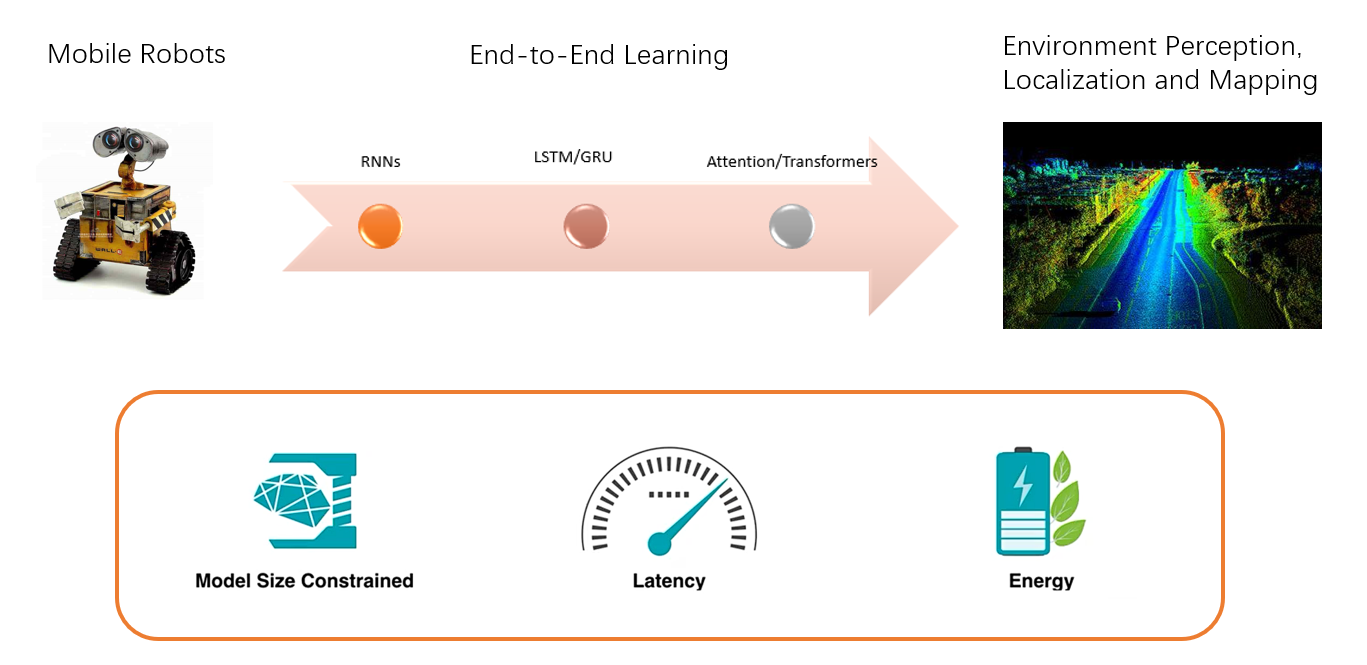 Mobile Robots
End-to-End Learning
Environment Perception,
Localization and Mapping
RNNs
LSTM/GRU
Attention/Transformers
WALL-E
Model Size Constrained
Latency
Energy